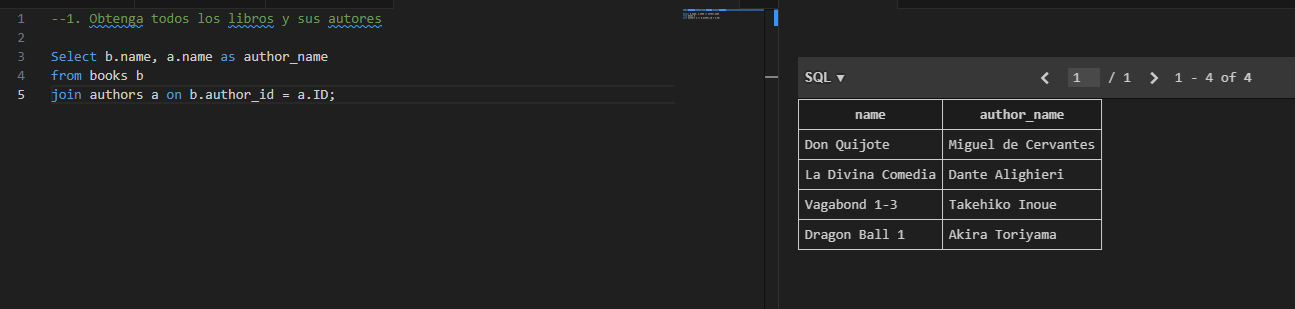 1 --1. Obtenga todos los libros y sus autores
2
3 Select b.name, a.name as author_name
4 from books b
5 join authors a on b.author_id = a.ID;
SQL ▾ 1 / 1 1 - 4 of 4
name author_name
Don Quijote Miguel de Cervantes
La Divina Comedia Dante Alighieri
Vagabond 1-3 Takehiko Inoue
Dragon Ball 1 Akira Toriyama